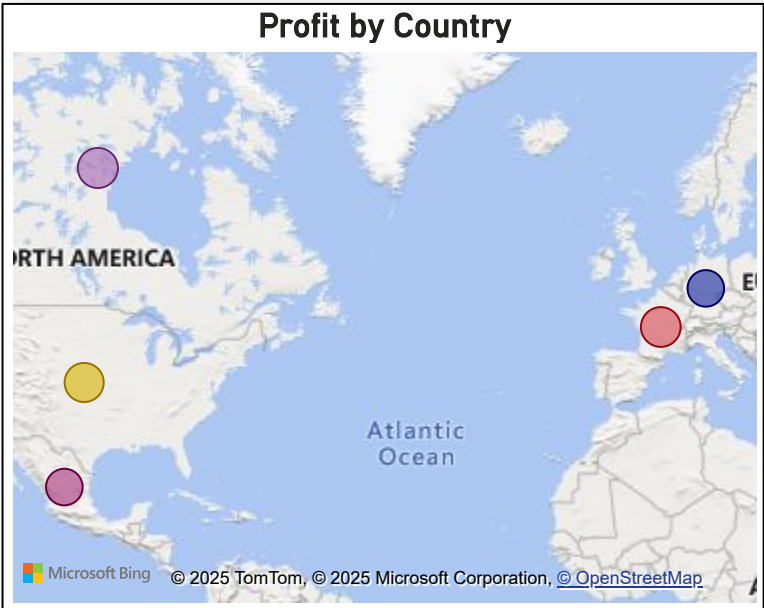 Profit by Country
ORTH AMERICA
E
Atlantic
Ocean
Microsoft Bing
© 2025 TomTom, © 2025 Microsoft Corporation, © OpenStreetMap
A